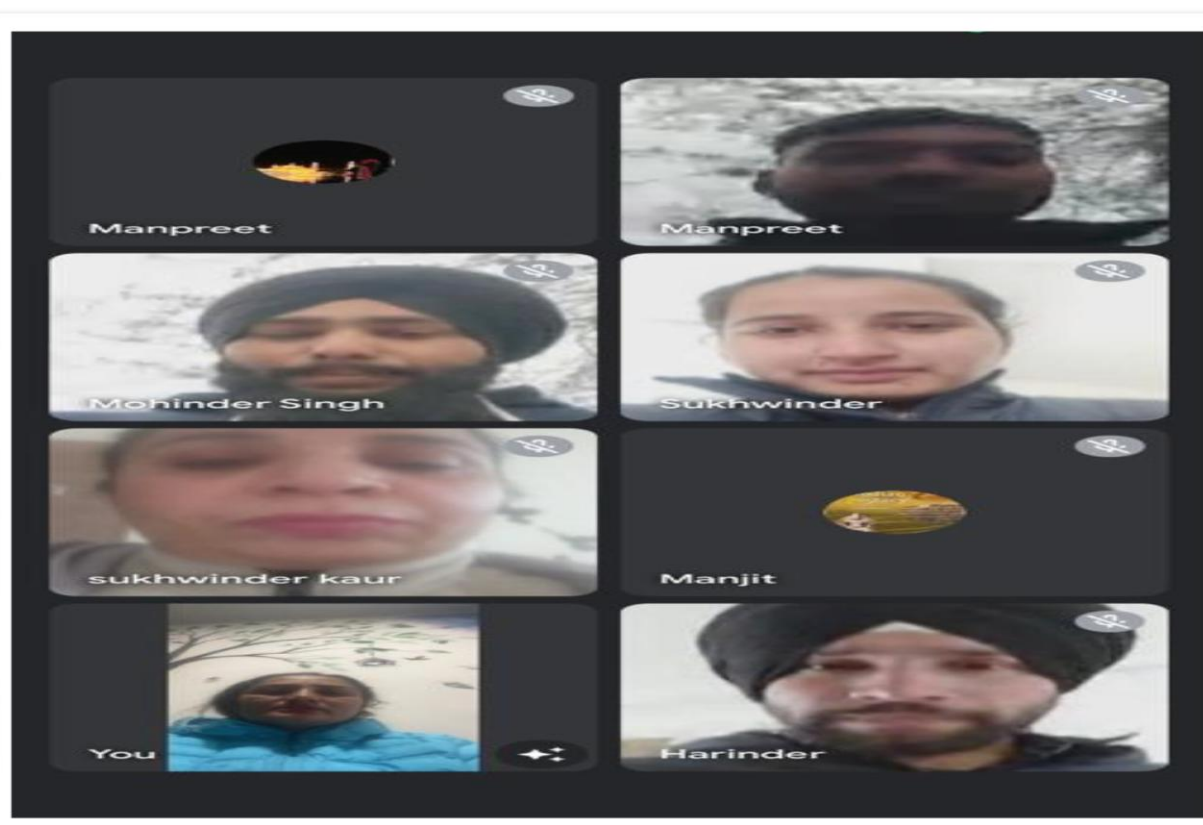 Manpreet
Manpreet
Mohinder Singh
Sukhwinder
sukhwinder kaur
Manjit
You
Harinder